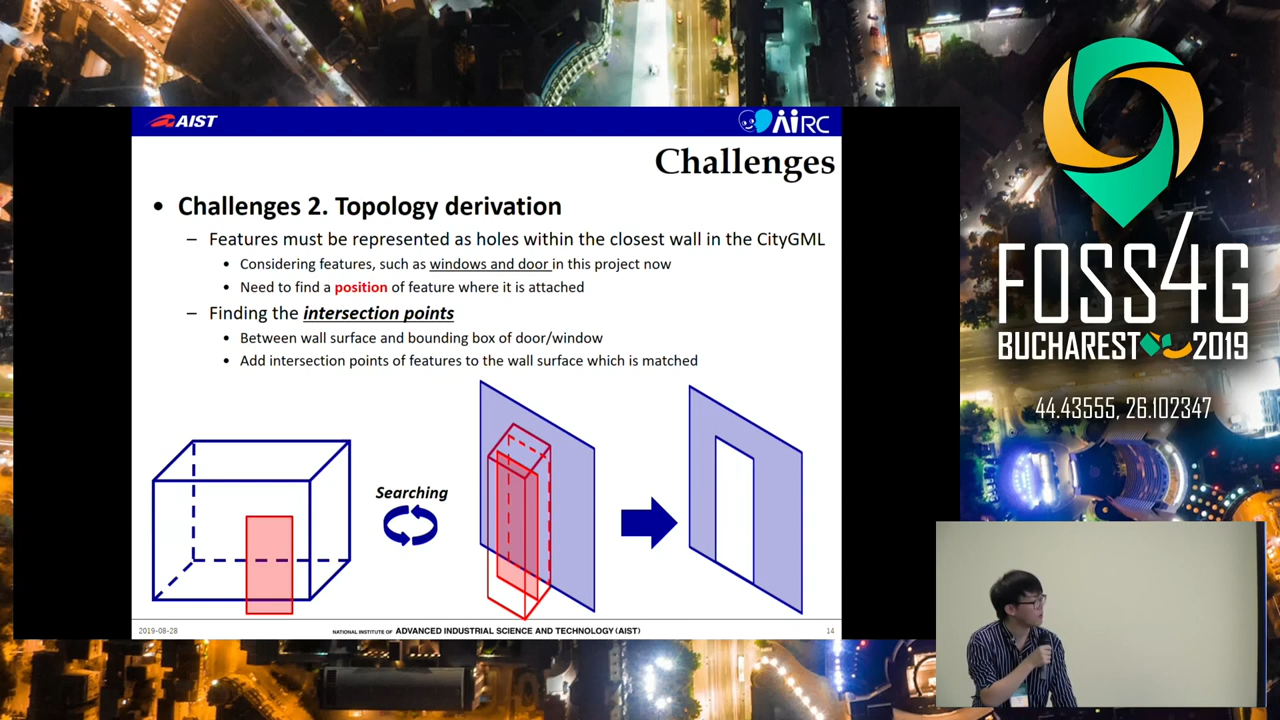 AIST
AIRC
Challenges
• Challenges 2. Topology derivation
– Features must be represented as holes within the closest wall in the CityGML
• Considering features, such as windows and door in this project now
• Need to find a position of feature where it is attached
– Finding the intersection points
• Between wall surface and bounding box of door/window
• Add intersection points of features to the wall surface which is matched
Searching
2019-08-28
NATIONAL INSTITUTE OF ADVANCED INDUSTRIAL SCIENCE AND TECHNOLOGY (AIST)
14
FOSS4G
BUCHAREST 2019
44.43555, 26.102347